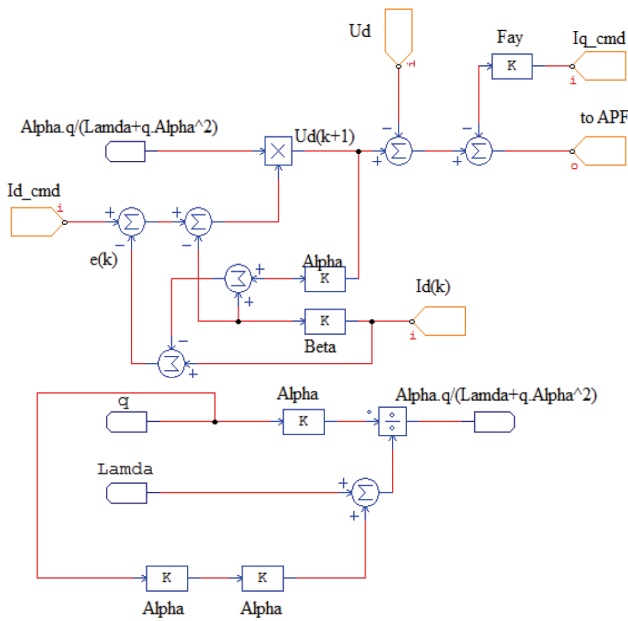 Ud
Fay
Iq_cmd
K
i
i
to APF
Alpha.q/(Lamda+q.Alpha^2)
Ud(k+1)
o
Id_cmd
i
e(k)
Alpha
K
Id(k)
K
i
Beta
q
Alpha
Alpha.q/(Lamda+q.Alpha^2)
K
Lamda
K
K
Alpha
Alpha